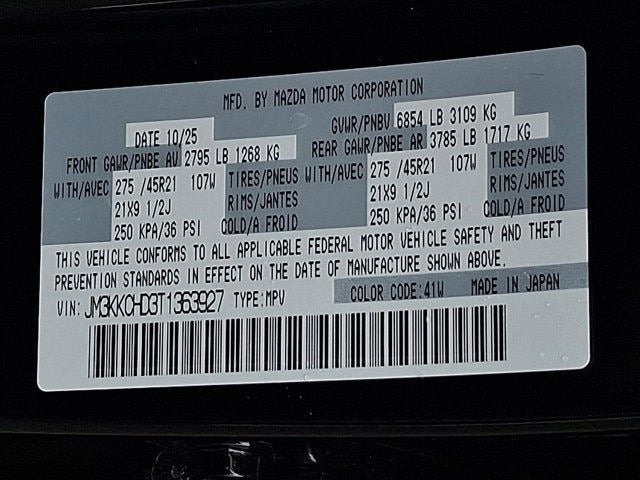 MFD. BY MAZDA MOTOR CORPORATION
DATE 10/25 GVWR/PNBV 6854 LB 3109 KG
FRONT GAWR/PNBE AV 2795 LB 1268 KG REAR GAWR/PNBE AR 3785 LB 1717 KG
WITH/AVEC 275 /45R21 107W TIRES/PNEUS WITH/AVEC 275 /45R21 107W TIRES/PNEUS
21X9 1/2J RIMS/JANTES 21X9 1/2J RIMS/JANTES
250 KPA/36 PSI COLD/A FROID 250 KPA/36 PSI COLD/A FROID
THIS VEHICLE CONFORMS TO ALL APPLICABLE FEDERAL MOTOR VEHICLE SAFETY AND THEFT
PREVENTION STANDARDS IN EFFECT ON THE DATE OF MANUFACTURE SHOWN ABOVE.
VIN: JM3KKCHD3T1363927 TYPE:MPV COLOR CODE:41W MADE IN JAPAN